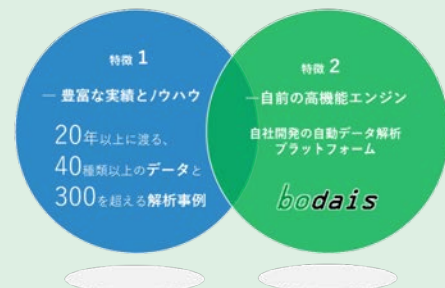 特徴 1
― 豊富な実績とノウハウ
20年以上に渡る、
40種類以上のデータと
300を超える解析事例
特徴 2
―自前の高機能エンジン
自社開発の自動データ解析
プラットフォーム
bodais